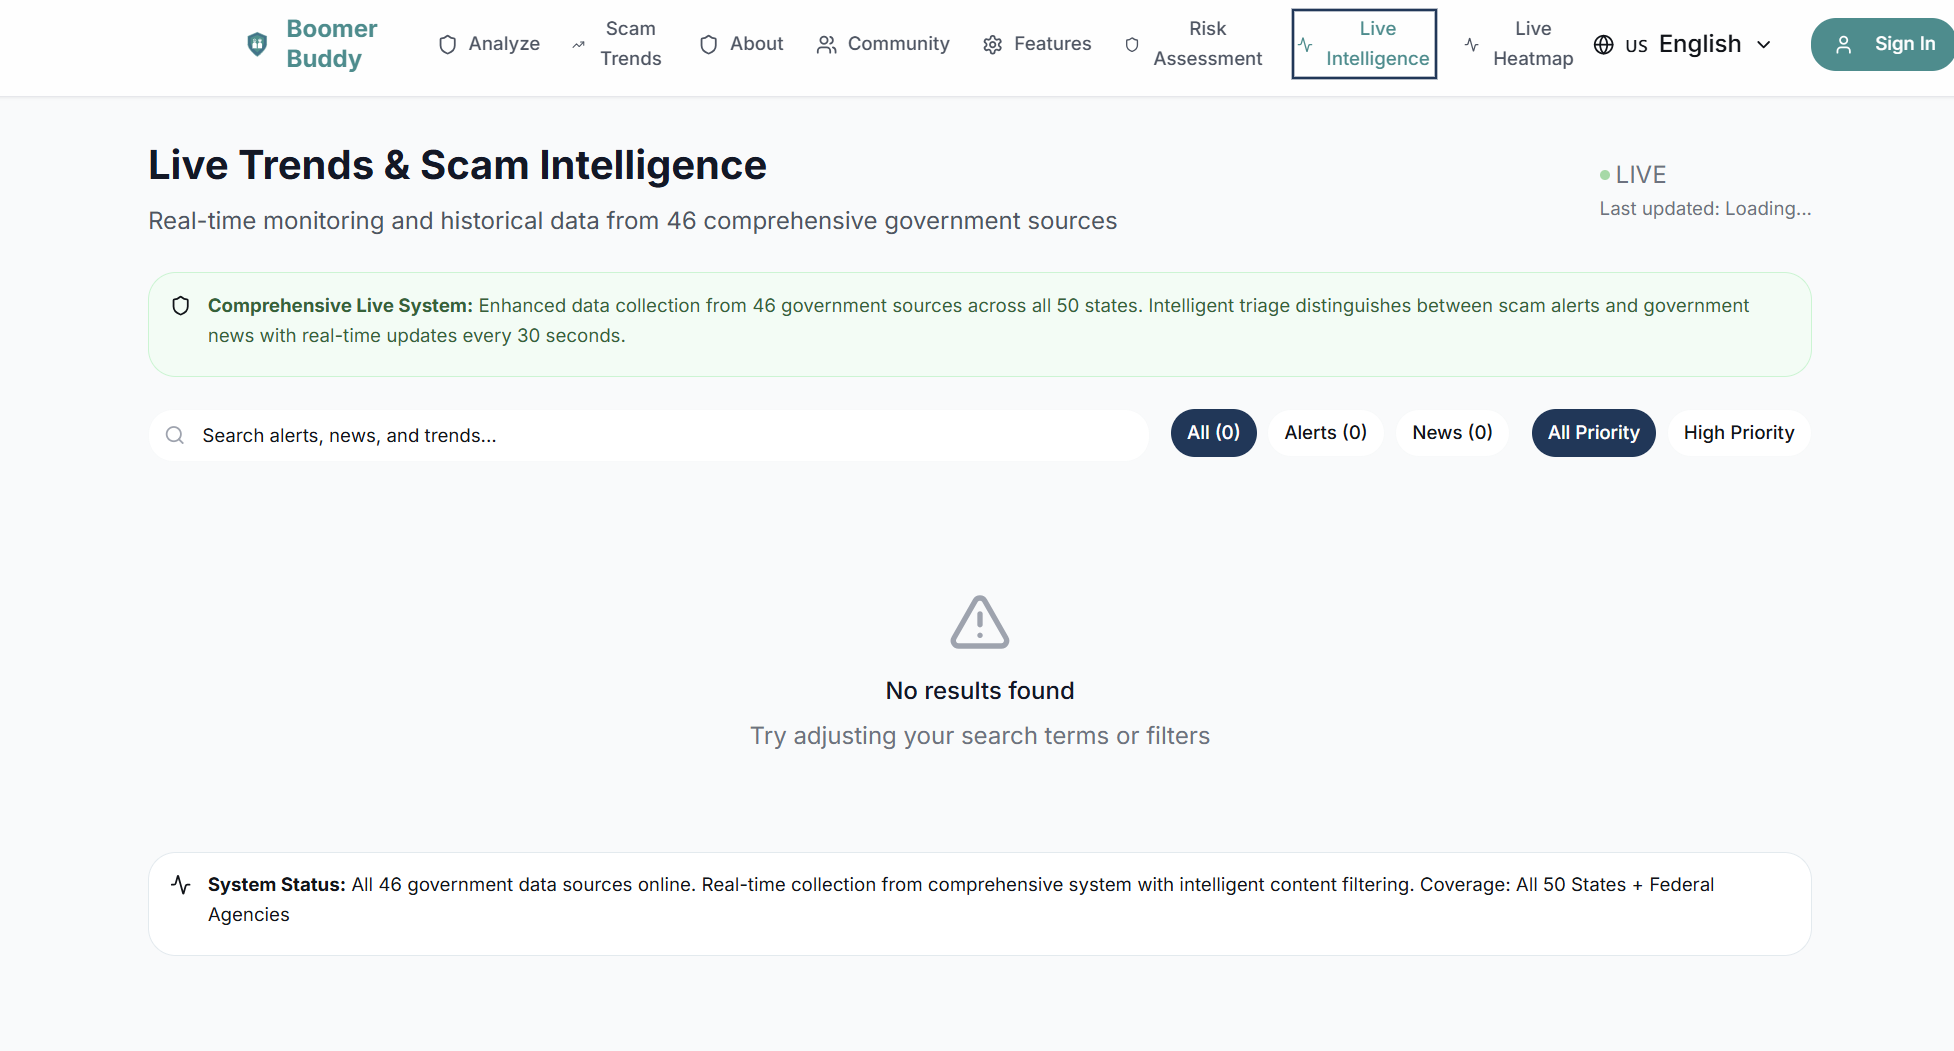 Boomer
Buddy
Analyze
Scam
Trends
About
Community
Features
Risk
Assessment
Live
Intelligence
Live
Heatmap
US English
Sign In
Live Trends & Scam Intelligence
Real-time monitoring and historical data from 46 comprehensive government sources
LIVE
Last updated: Loading...
Comprehensive Live System: Enhanced data collection from 46 government sources across all 50 states. Intelligent triage distinguishes between scam alerts and government
news with real-time updates every 30 seconds.
Search alerts, news, and trends...
All (0)
Alerts (0)
News (0)
All Priority
High Priority
No results found
Try adjusting your search terms or filters
System Status: All 46 government data sources online. Real-time collection from comprehensive system with intelligent content filtering. Coverage: All 50 States + Federal
Agencies